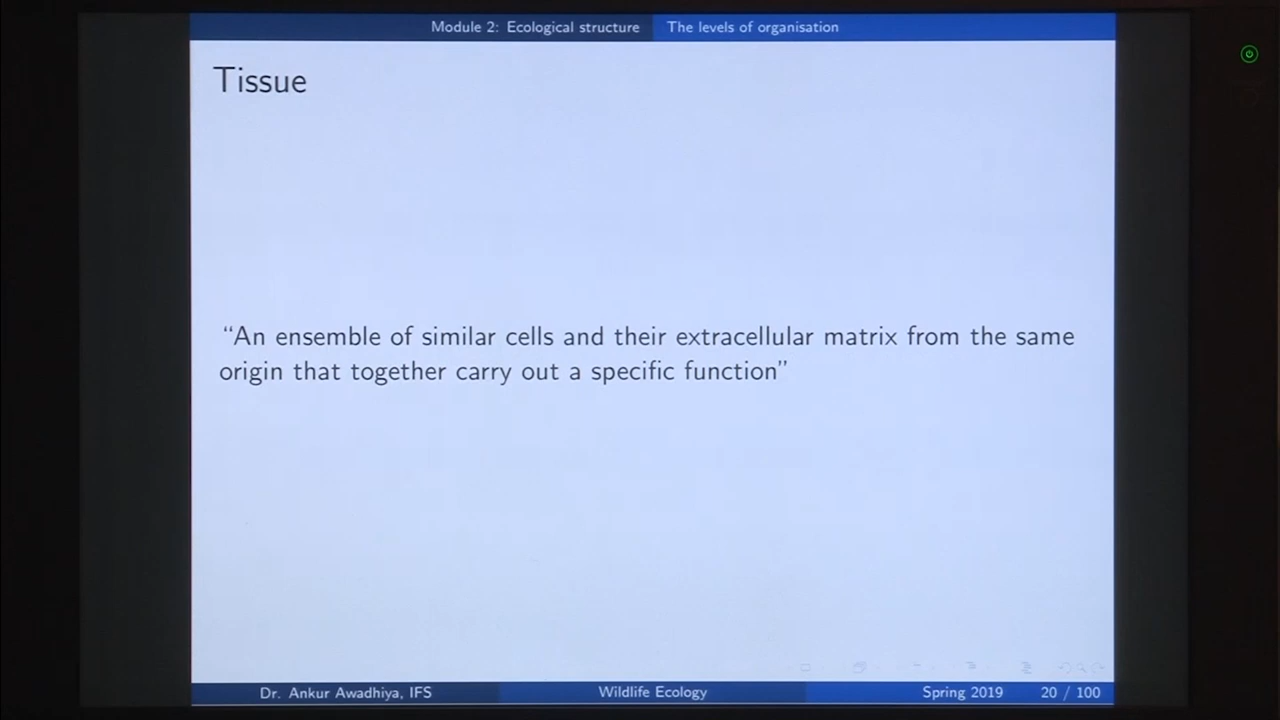 Module 2: Ecological structure The levels of organisation
Tissue
“An ensemble of similar cells and their extracellular matrix from the same
origin that together carry out a specific function”
Dr. Ankur Awadhiya, IFS Wildlife Ecology Spring 2019 20 / 100